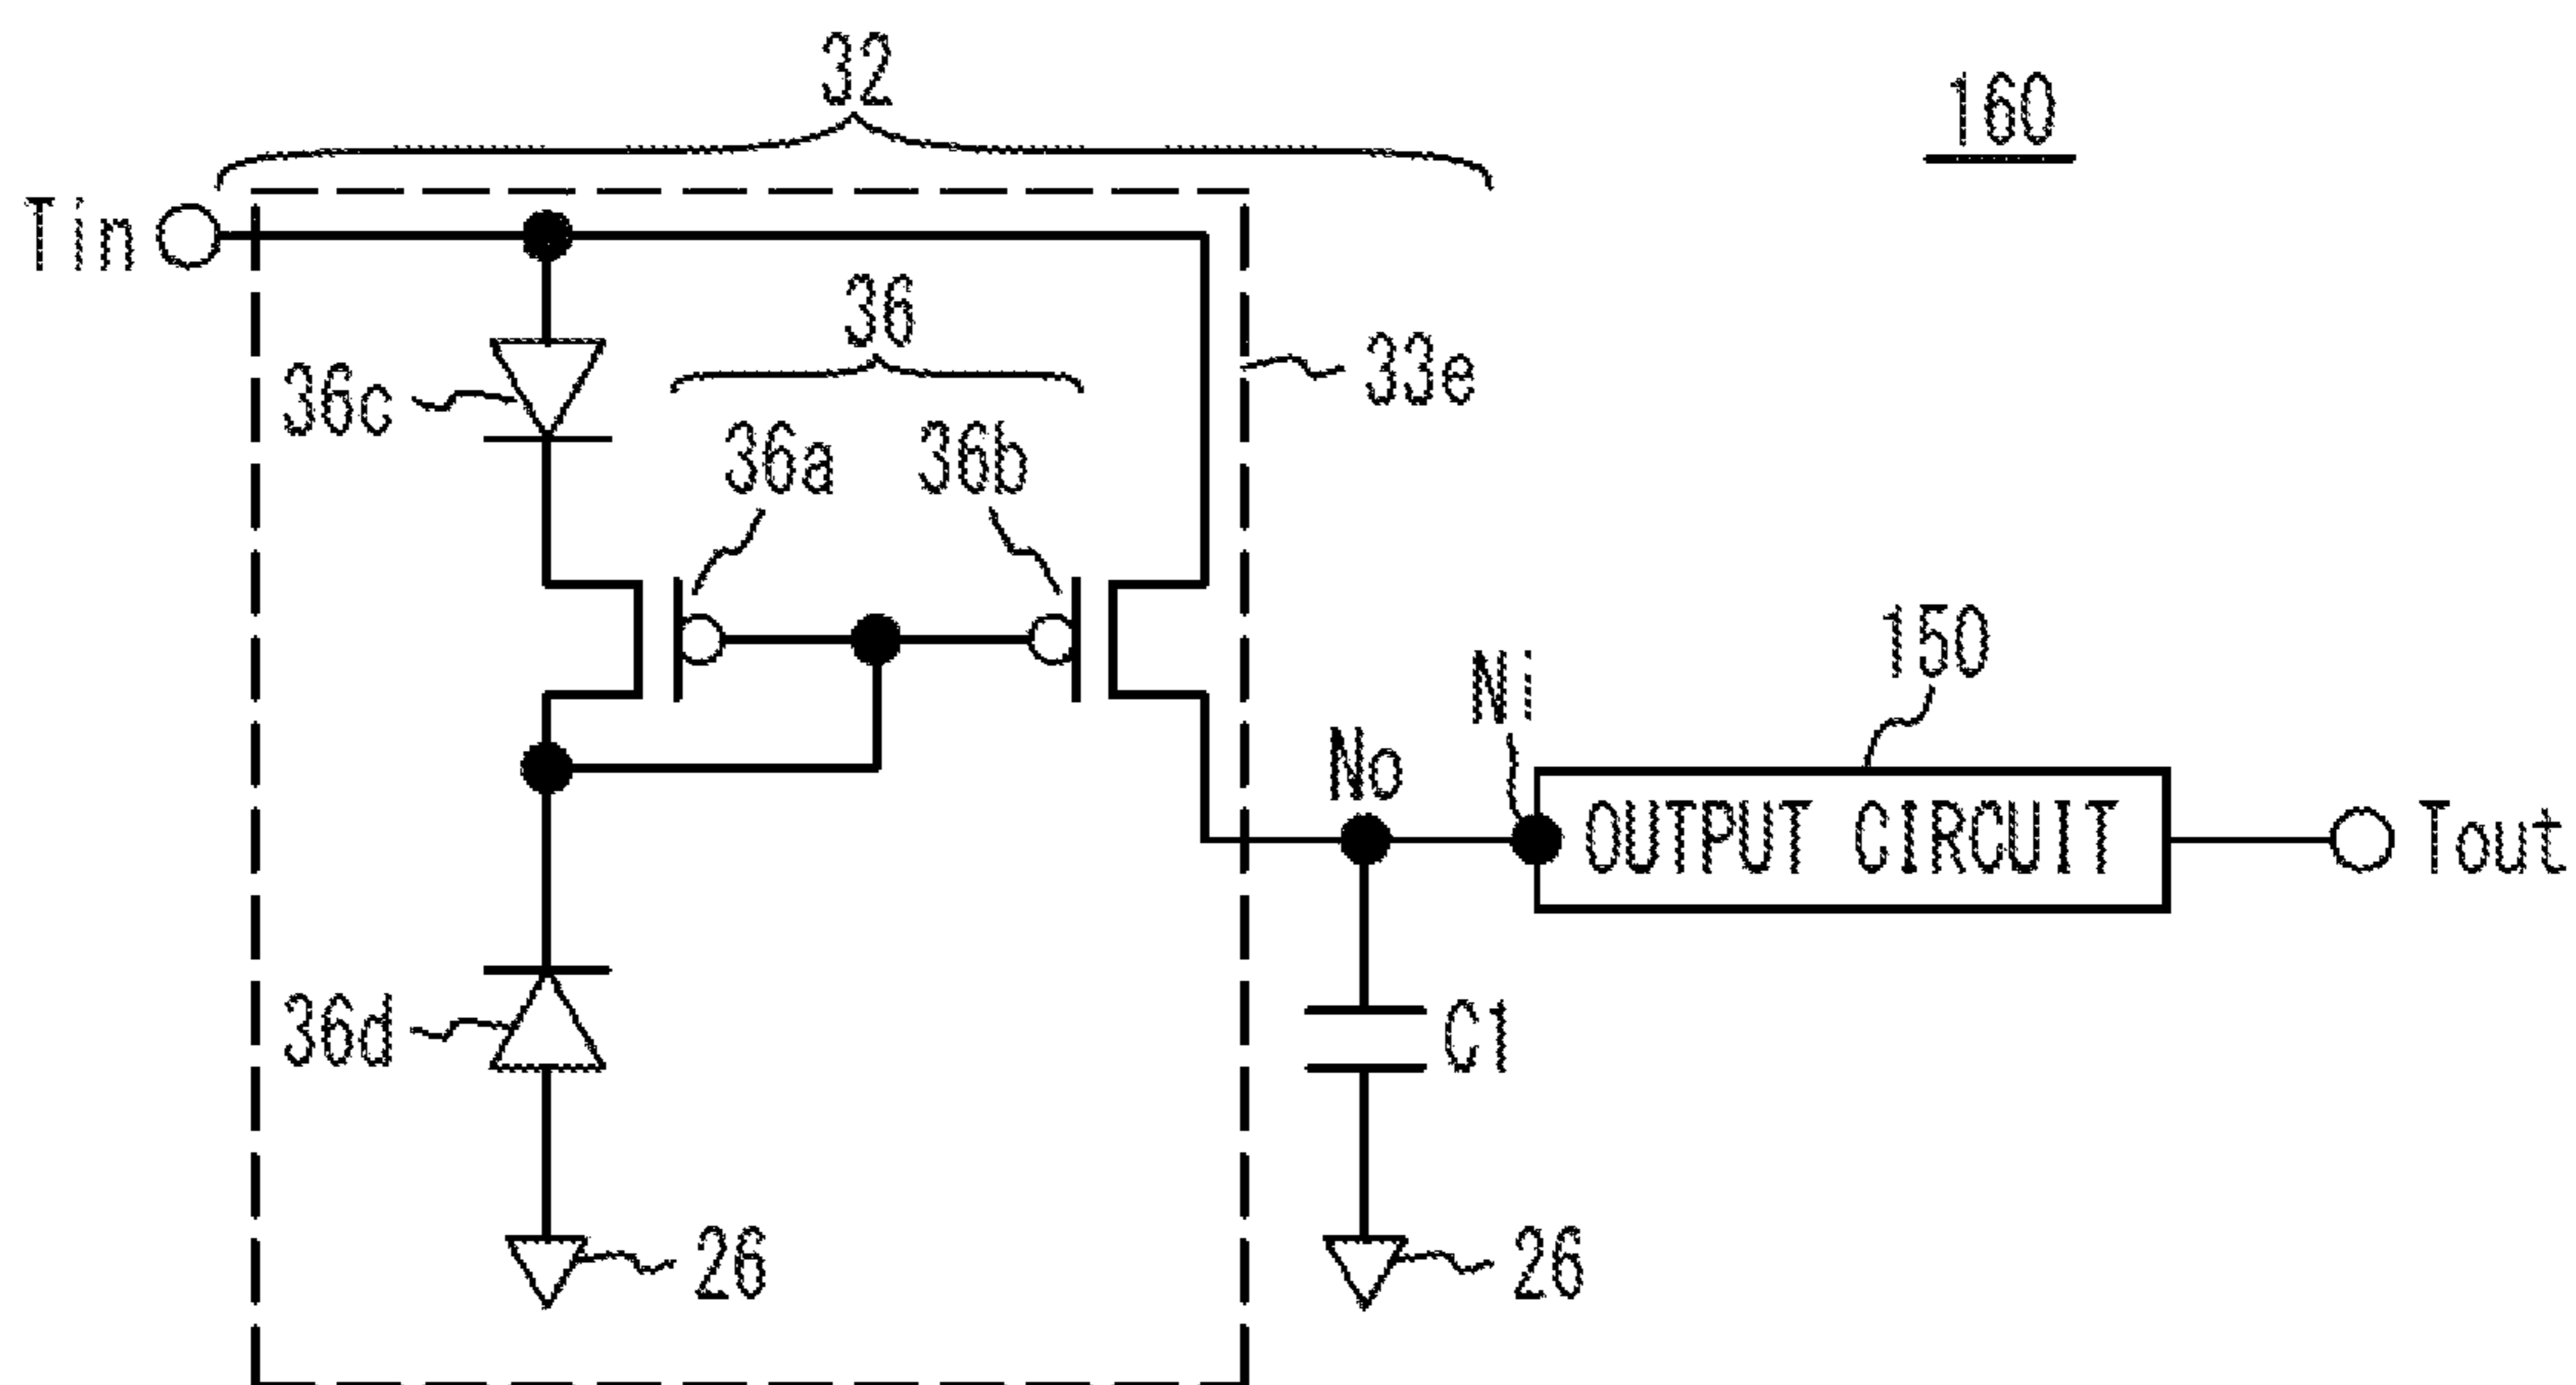 32
160
Tin
36
33e
36c
36a
36b
150
Ni
No
OUTPUT CIRCUIT
Tout
36d
C1
26
26